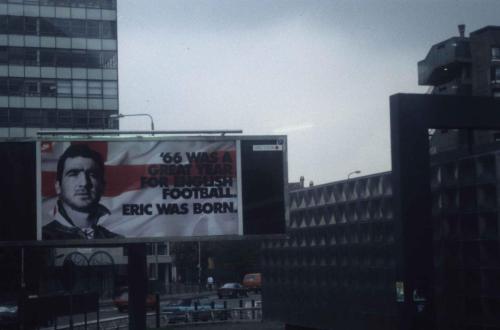 '66 WAS A
GREAT YEAR
FOR ENGLISH
FOOTBALL.
ERIC WAS BORN.